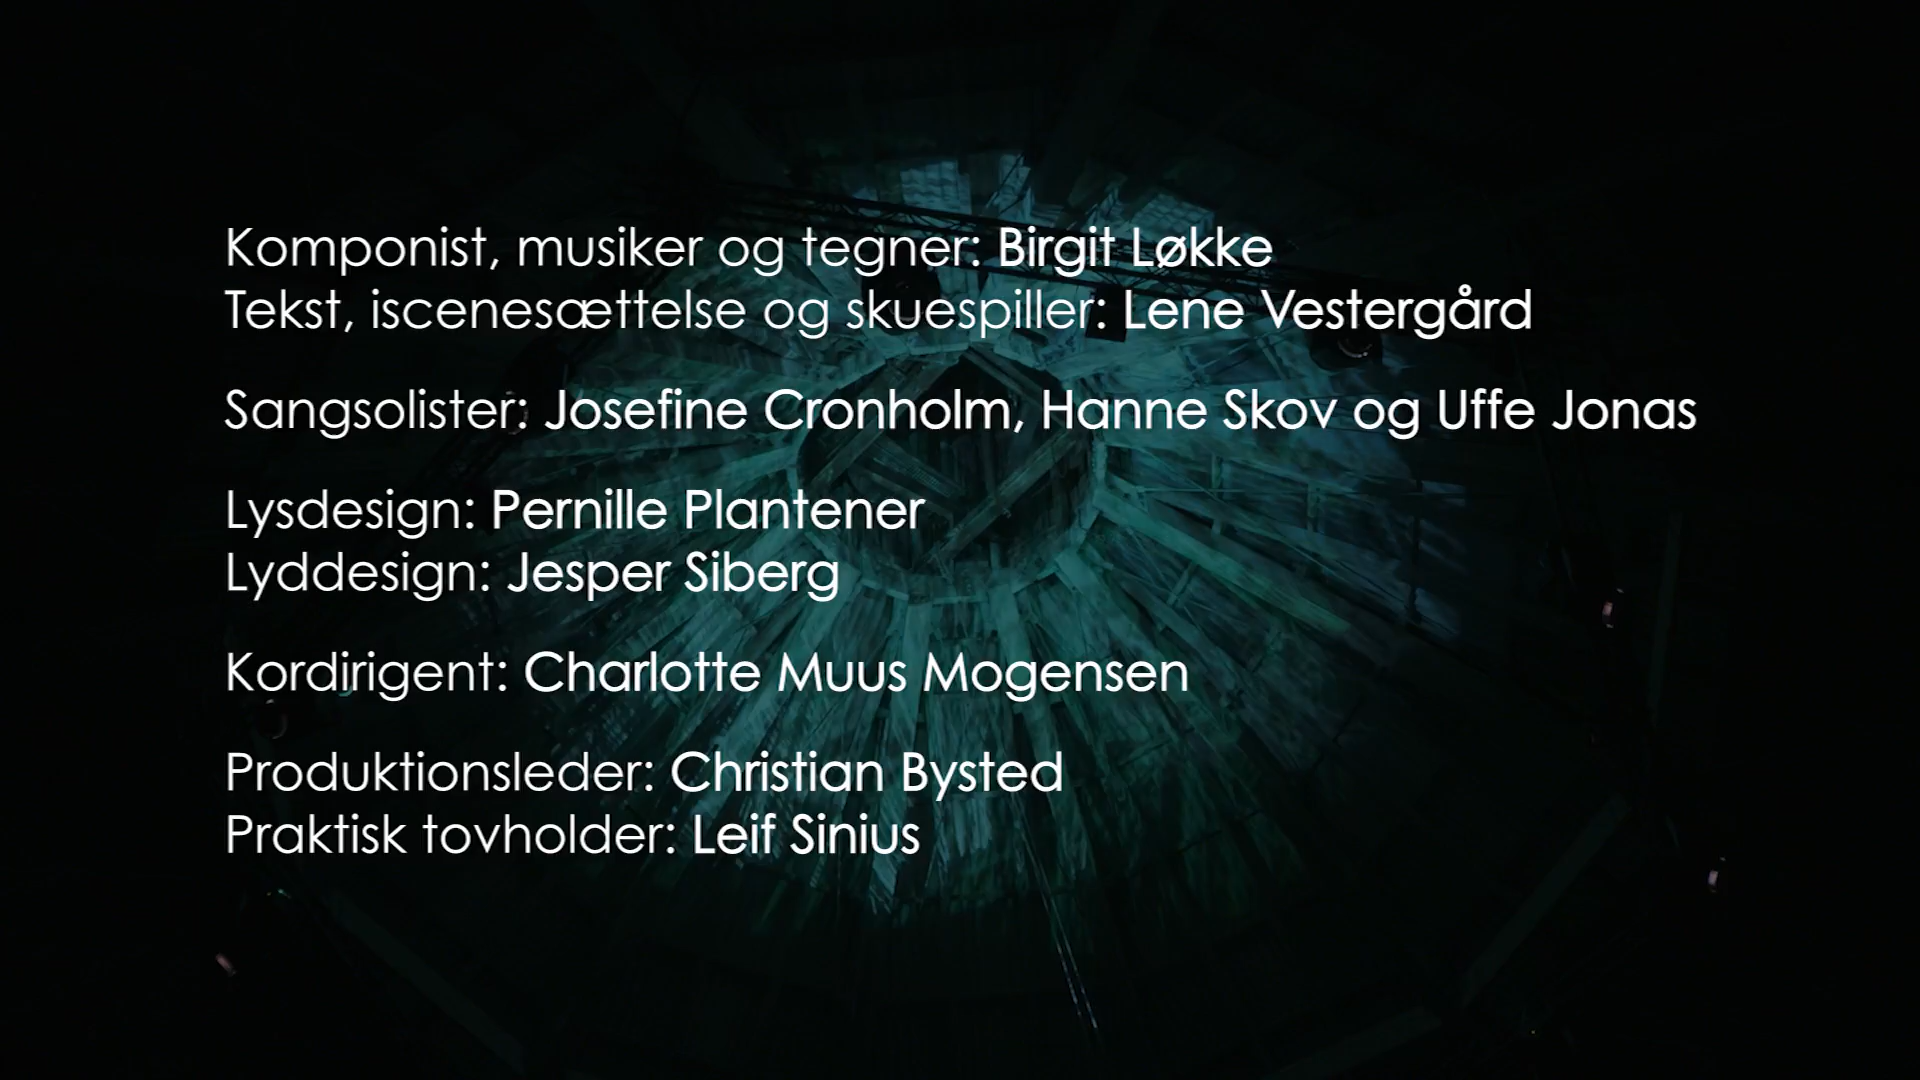 Komponist, musiker og tegner: Birgit Løkke
Tekst, iscenesættelse og skuespiller: Lene Vestergård
Sangsolister: Josefine Cronholm, Hanne Skov og Uffe Jonas
Lysdesign: Pernille Plantener
Lyddesign: Jesper Siberg
Kordirigent: Charlotte Muus Mogensen
Produktionsleder: Christian Bysted
Praktisk tovholder: Leif Sinius